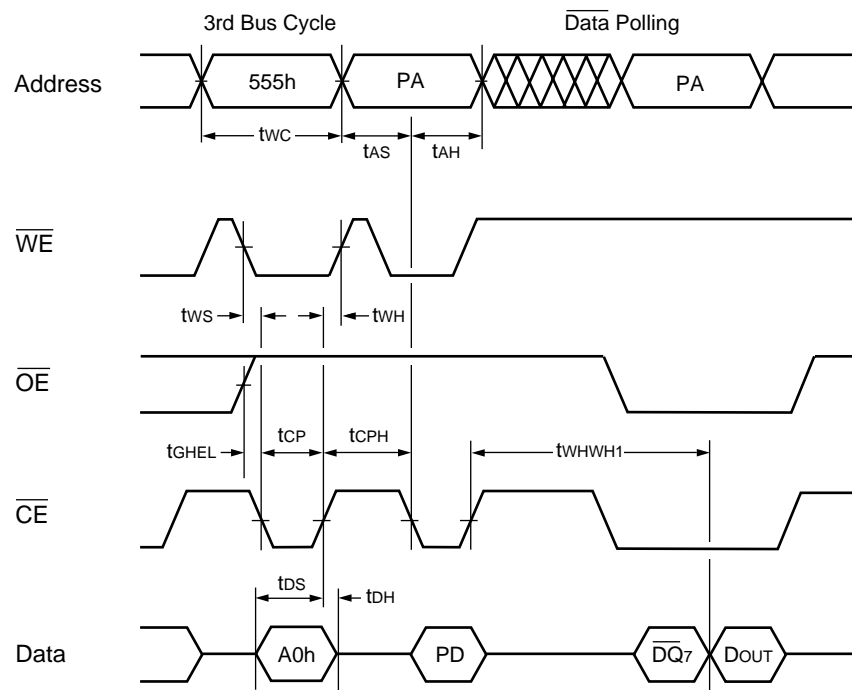 3rd Bus Cycle Data Polling
Address 555h PA PA
tWC tAS tAH
WE
tWS tWH
OE
tGHEL tCP tCPH tWHWH1
CE
tDS tDH
Data A0h PD DQ7 DOUT